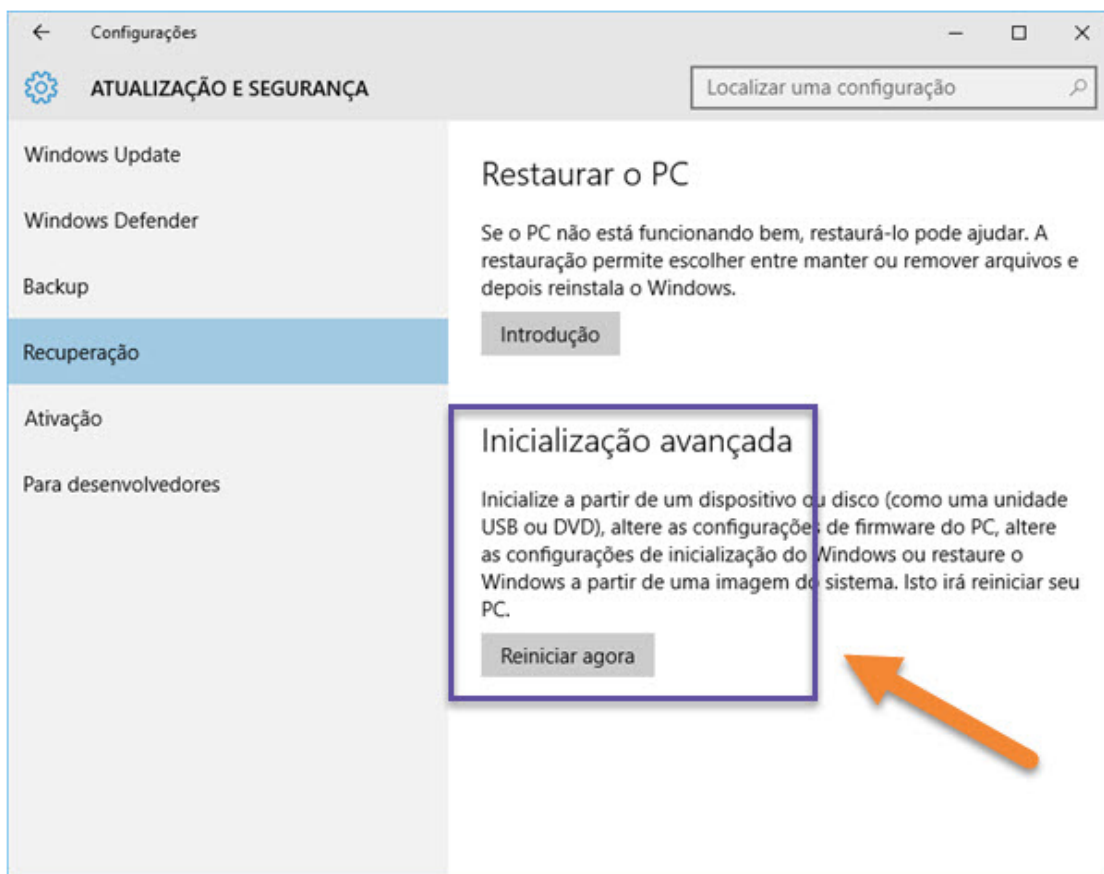 Configurações
ATUALIZAÇÃO E SEGURANÇA
Localizar uma configuração
Windows Update
Windows Defender
Backup
Recuperação
Ativação
Para desenvolvedores
Restaurar o PC
Se o PC não está funcionando bem, restaurá-lo pode ajudar. A
restauração permite escolher entre manter ou remover arquivos e
depois reinstala o Windows.
Introdução
Inicialização avançada
Inicialize a partir de um dispositivo ou disco (como uma unidade
USB ou DVD), altere as configurações de firmware do PC, altere
as configurações de inicialização do Windows ou restaure o
Windows a partir de uma imagem do sistema. Isto irá reiniciar seu
PC.
Reiniciar agora